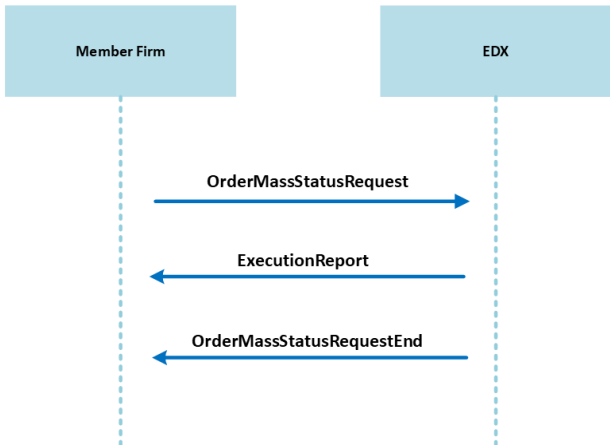 Member Firm
EDX
OrderMassStatusRequest
ExecutionReport
OrderMassStatusRequestEnd